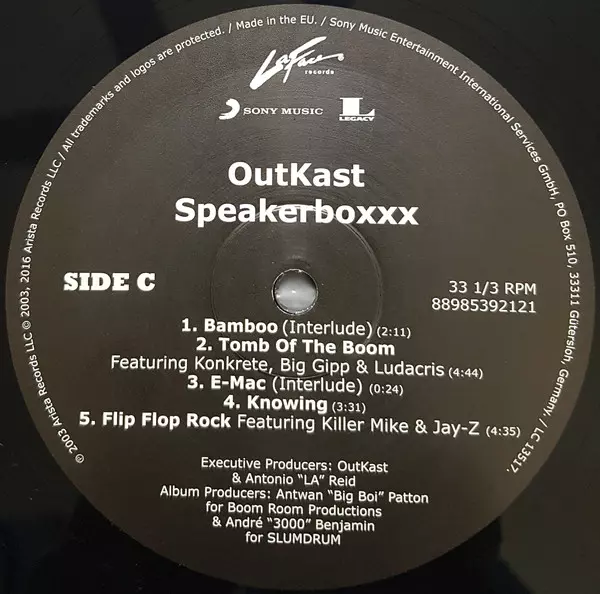 LaFace
records
SONY MUSIC
L
LEGACY
OutKast
Speakerboxxx
SIDE C
33 1/3 RPM
88985392121
1. Bamboo (Interlude) (2:11)
2. Tomb Of The Boom
Featuring Konkrete, Big Gipp & Ludacris (4:44)
3. E-Mac (Interlude) (0:24)
4. Knowing (3:31)
5. Flip Flop Rock Featuring Killer Mike & Jay-Z (4:35)
Executive Producers: OutKast
& Antonio “LA” Reid
Album Producers: Antwan “Big Boi” Patton
for Boom Room Productions
& André “3000” Benjamin
for SLUMDRUM
℗ 2003 Arista Records LLC © 2003, 2016 Arista Records LLC / All trademarks and logos are protected. / Made in the EU. / Sony Music Entertainment International Services GmbH, PO Box 510, 33311 Gütersloh, Germany. / LC 13517.